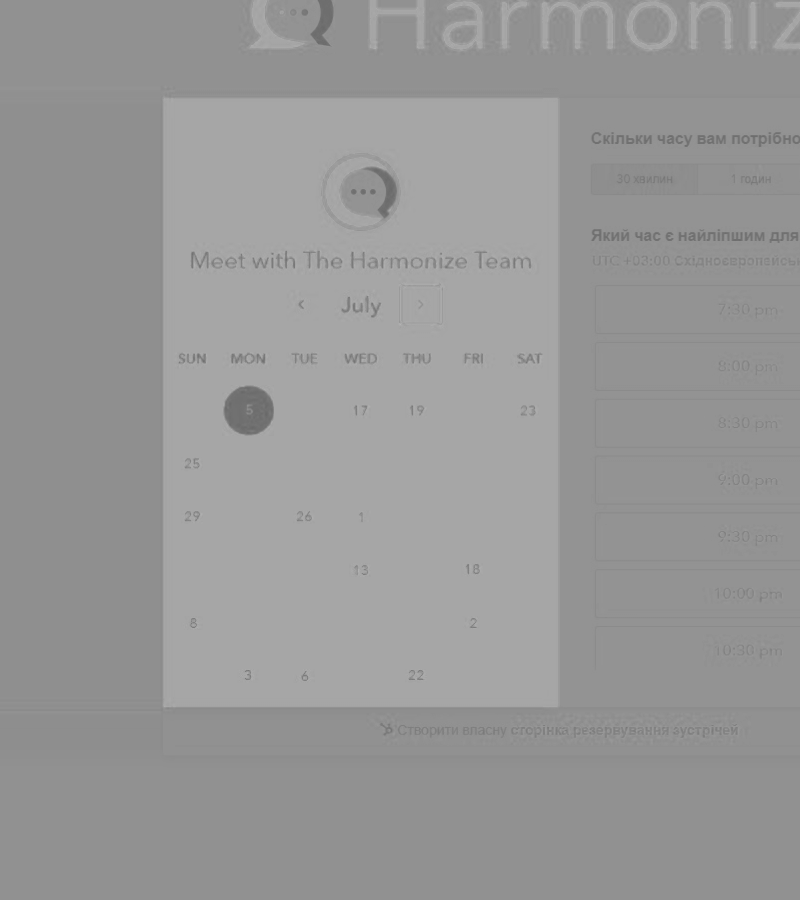 Harmoniz
Meet with The Harmonize Team
July
SUN MON TUE WED THU FRI SAT
5 17 19 23
25
29 26 1
13 18
8 2
3 6 22
Скільки часу вам потрібно
30 хвилин 1 годин
Який час є найліпшим для
UTC +03:00 Східноєвропейськ
7:30 pm
8:00 pm
8:30 pm
9:00 pm
9:30 pm
10:00 pm
10:30 pm
Створити власну сторінка резервування зустрічей